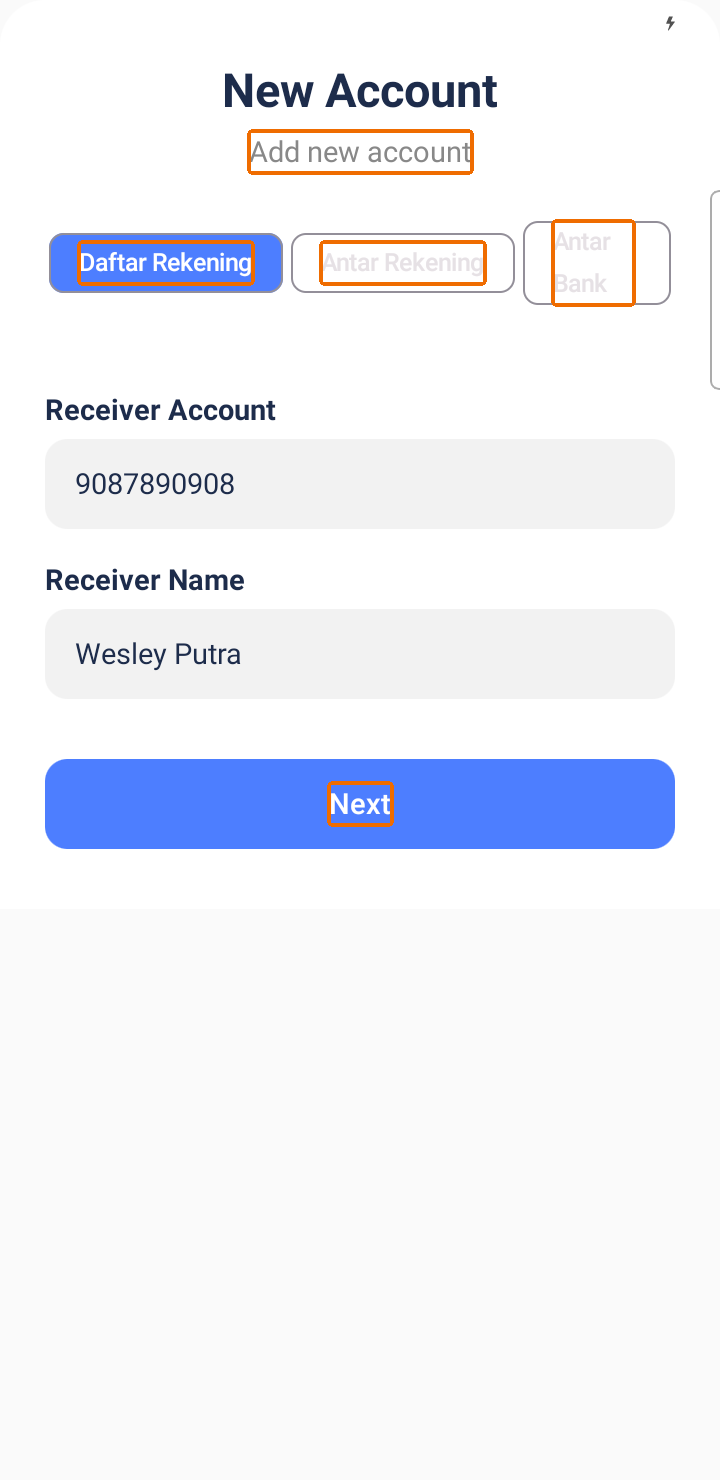 New Account
Add new account
Daftar Rekening
Antar Rekening
Antar
Bank
Receiver Account
9087890908
Receiver Name
Wesley Putra
Next